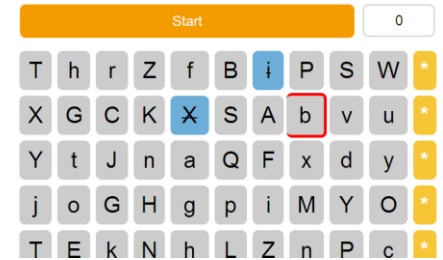 Start 0
T h r Z f B i P S W *
X G C K X S A b v u *
Y t J n a Q F x d y *
j o G H g p i M Y O *
T E k N h L Z n P c *